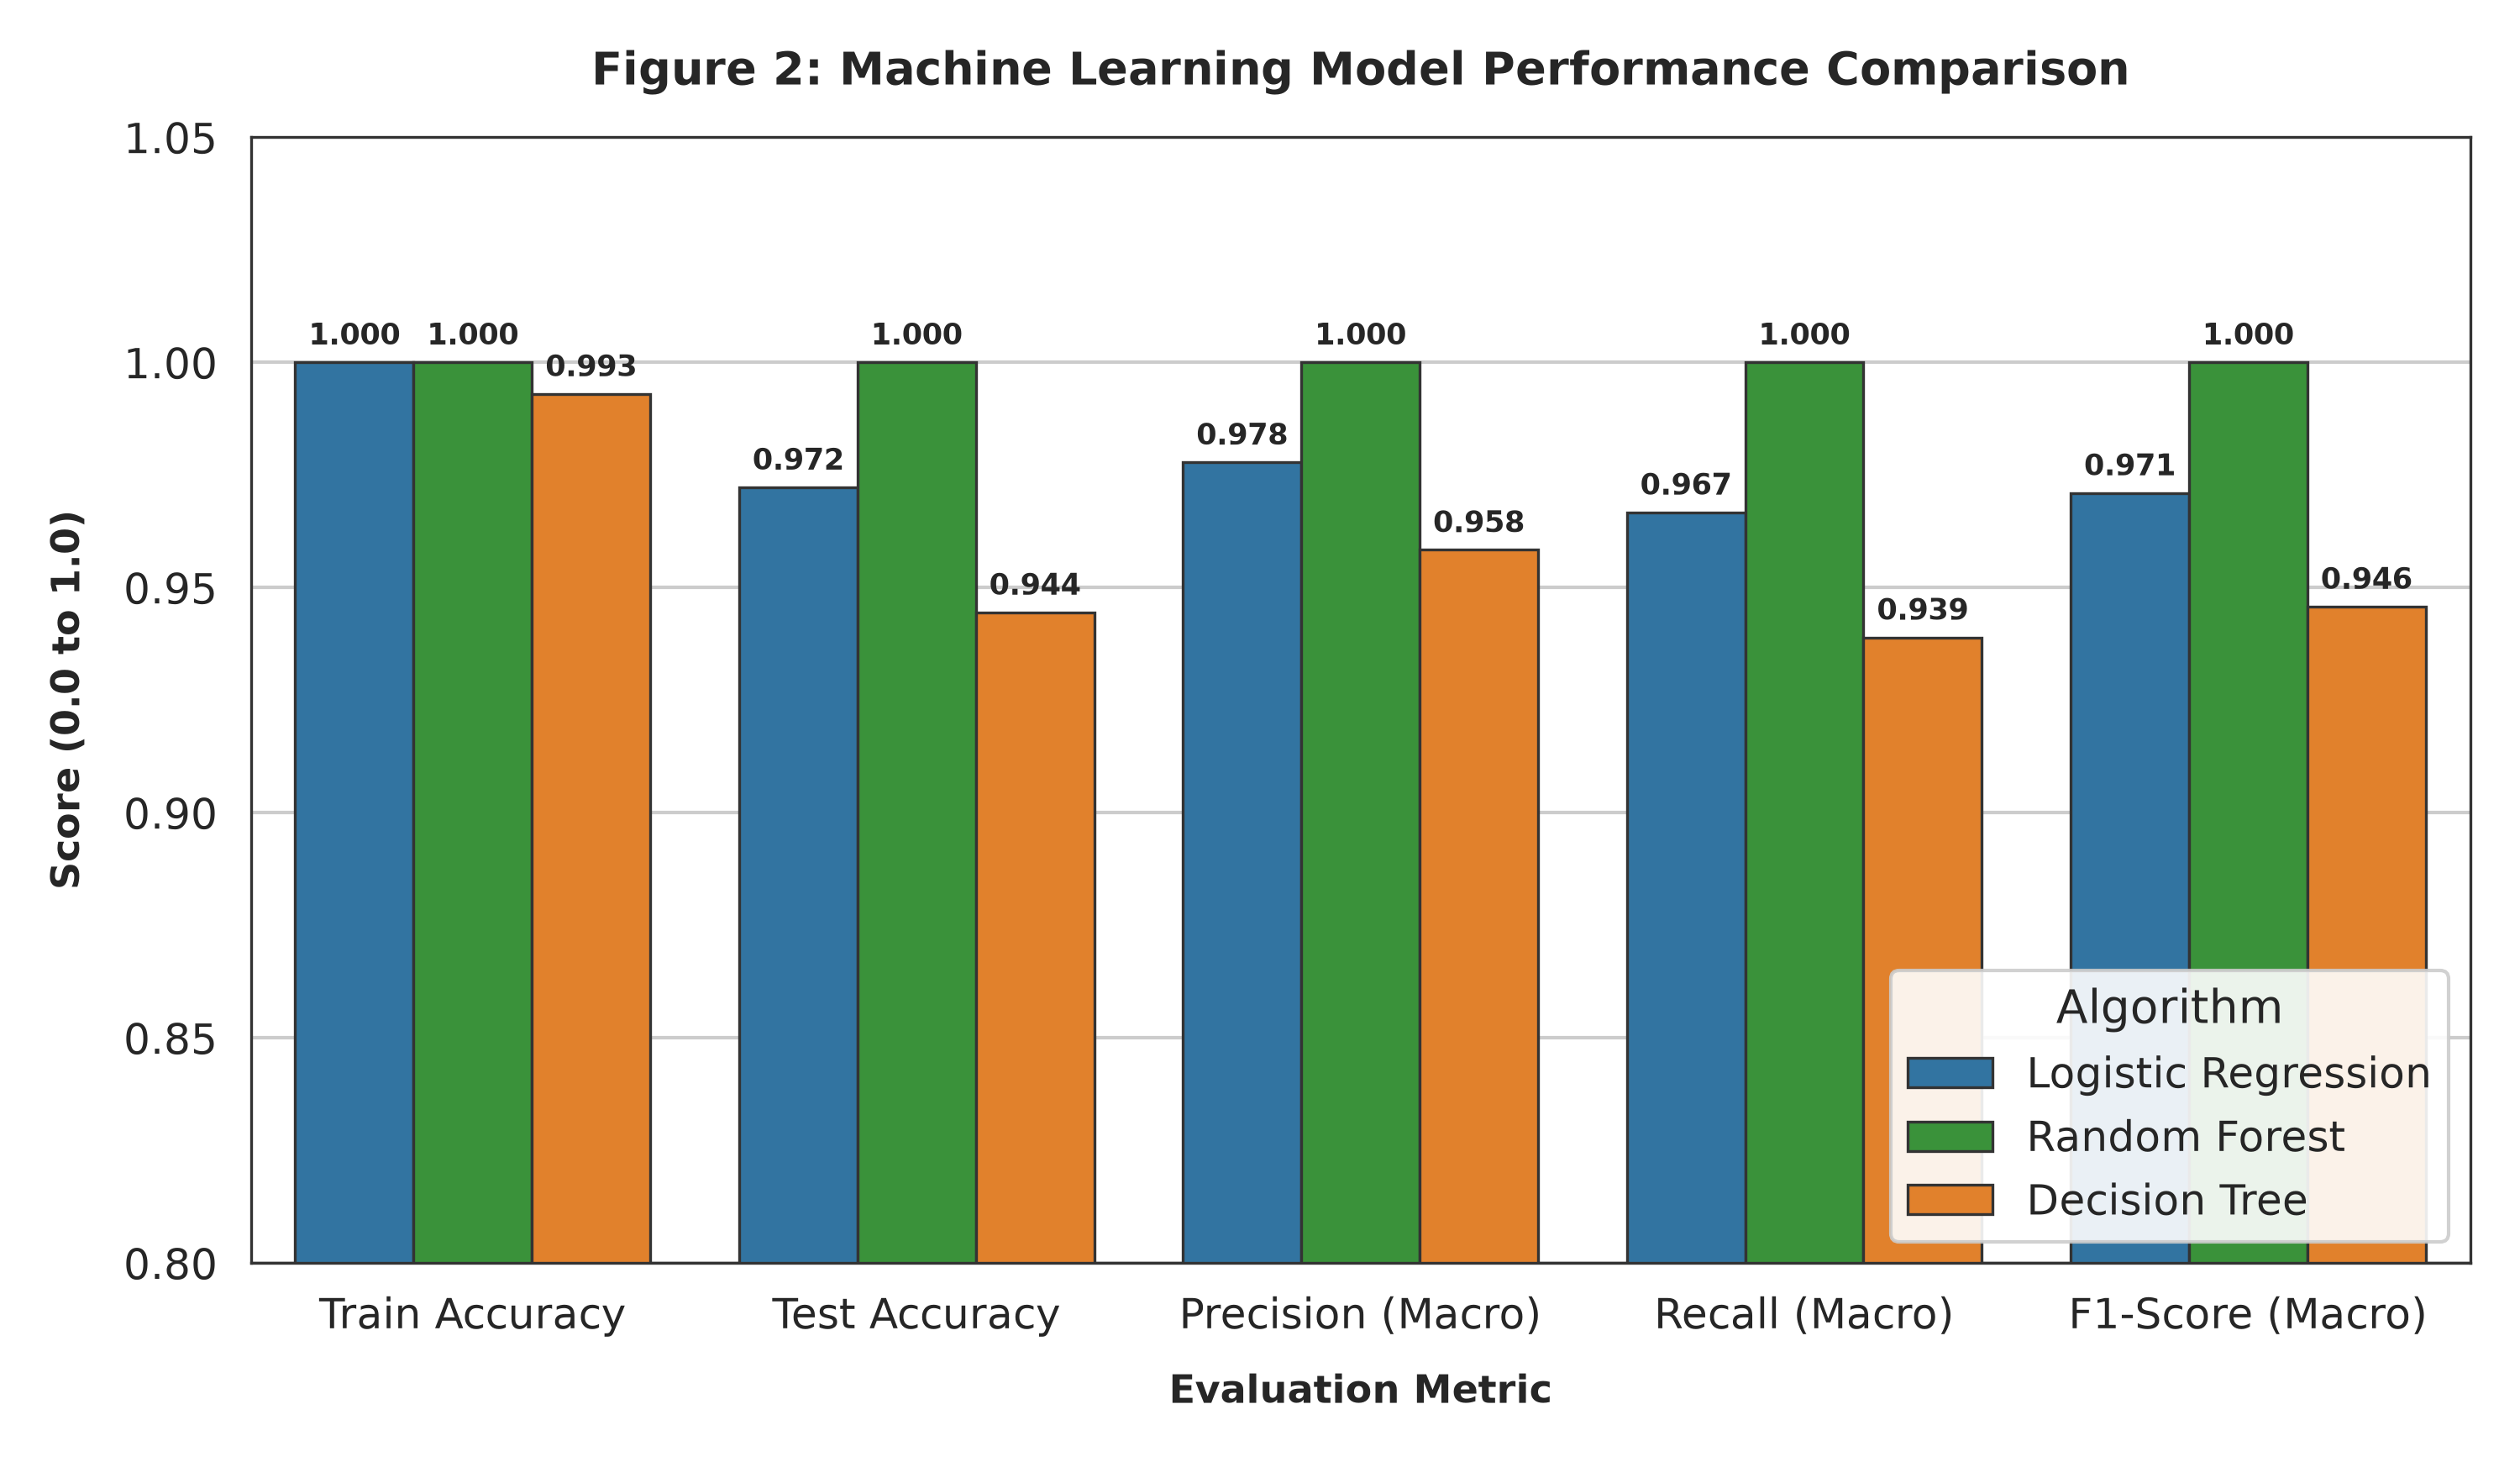 Figure 2: Machine Learning Model Performance Comparison
1.05
1.00
0.95
0.90
0.85
0.80
Score (0.0 to 1.0)
1.000 1.000 0.993
0.972 1.000 0.944
0.978 1.000 0.958
0.967 1.000 0.939
0.971 1.000 0.946
Algorithm
Logistic Regression
Random Forest
Decision Tree
Train Accuracy Test Accuracy Precision (Macro) Recall (Macro) F1-Score (Macro)
Evaluation Metric